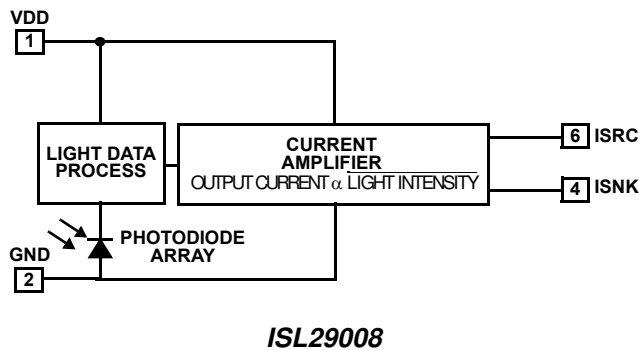 VDD
1
LIGHT DATA
PROCESS
CURRENT
AMPLIFIER
OUTPUT CURRENT α LIGHT INTENSITY
6 ISRC
4 ISNK
PHOTODIODE
ARRAY
GND
2
ISL29008